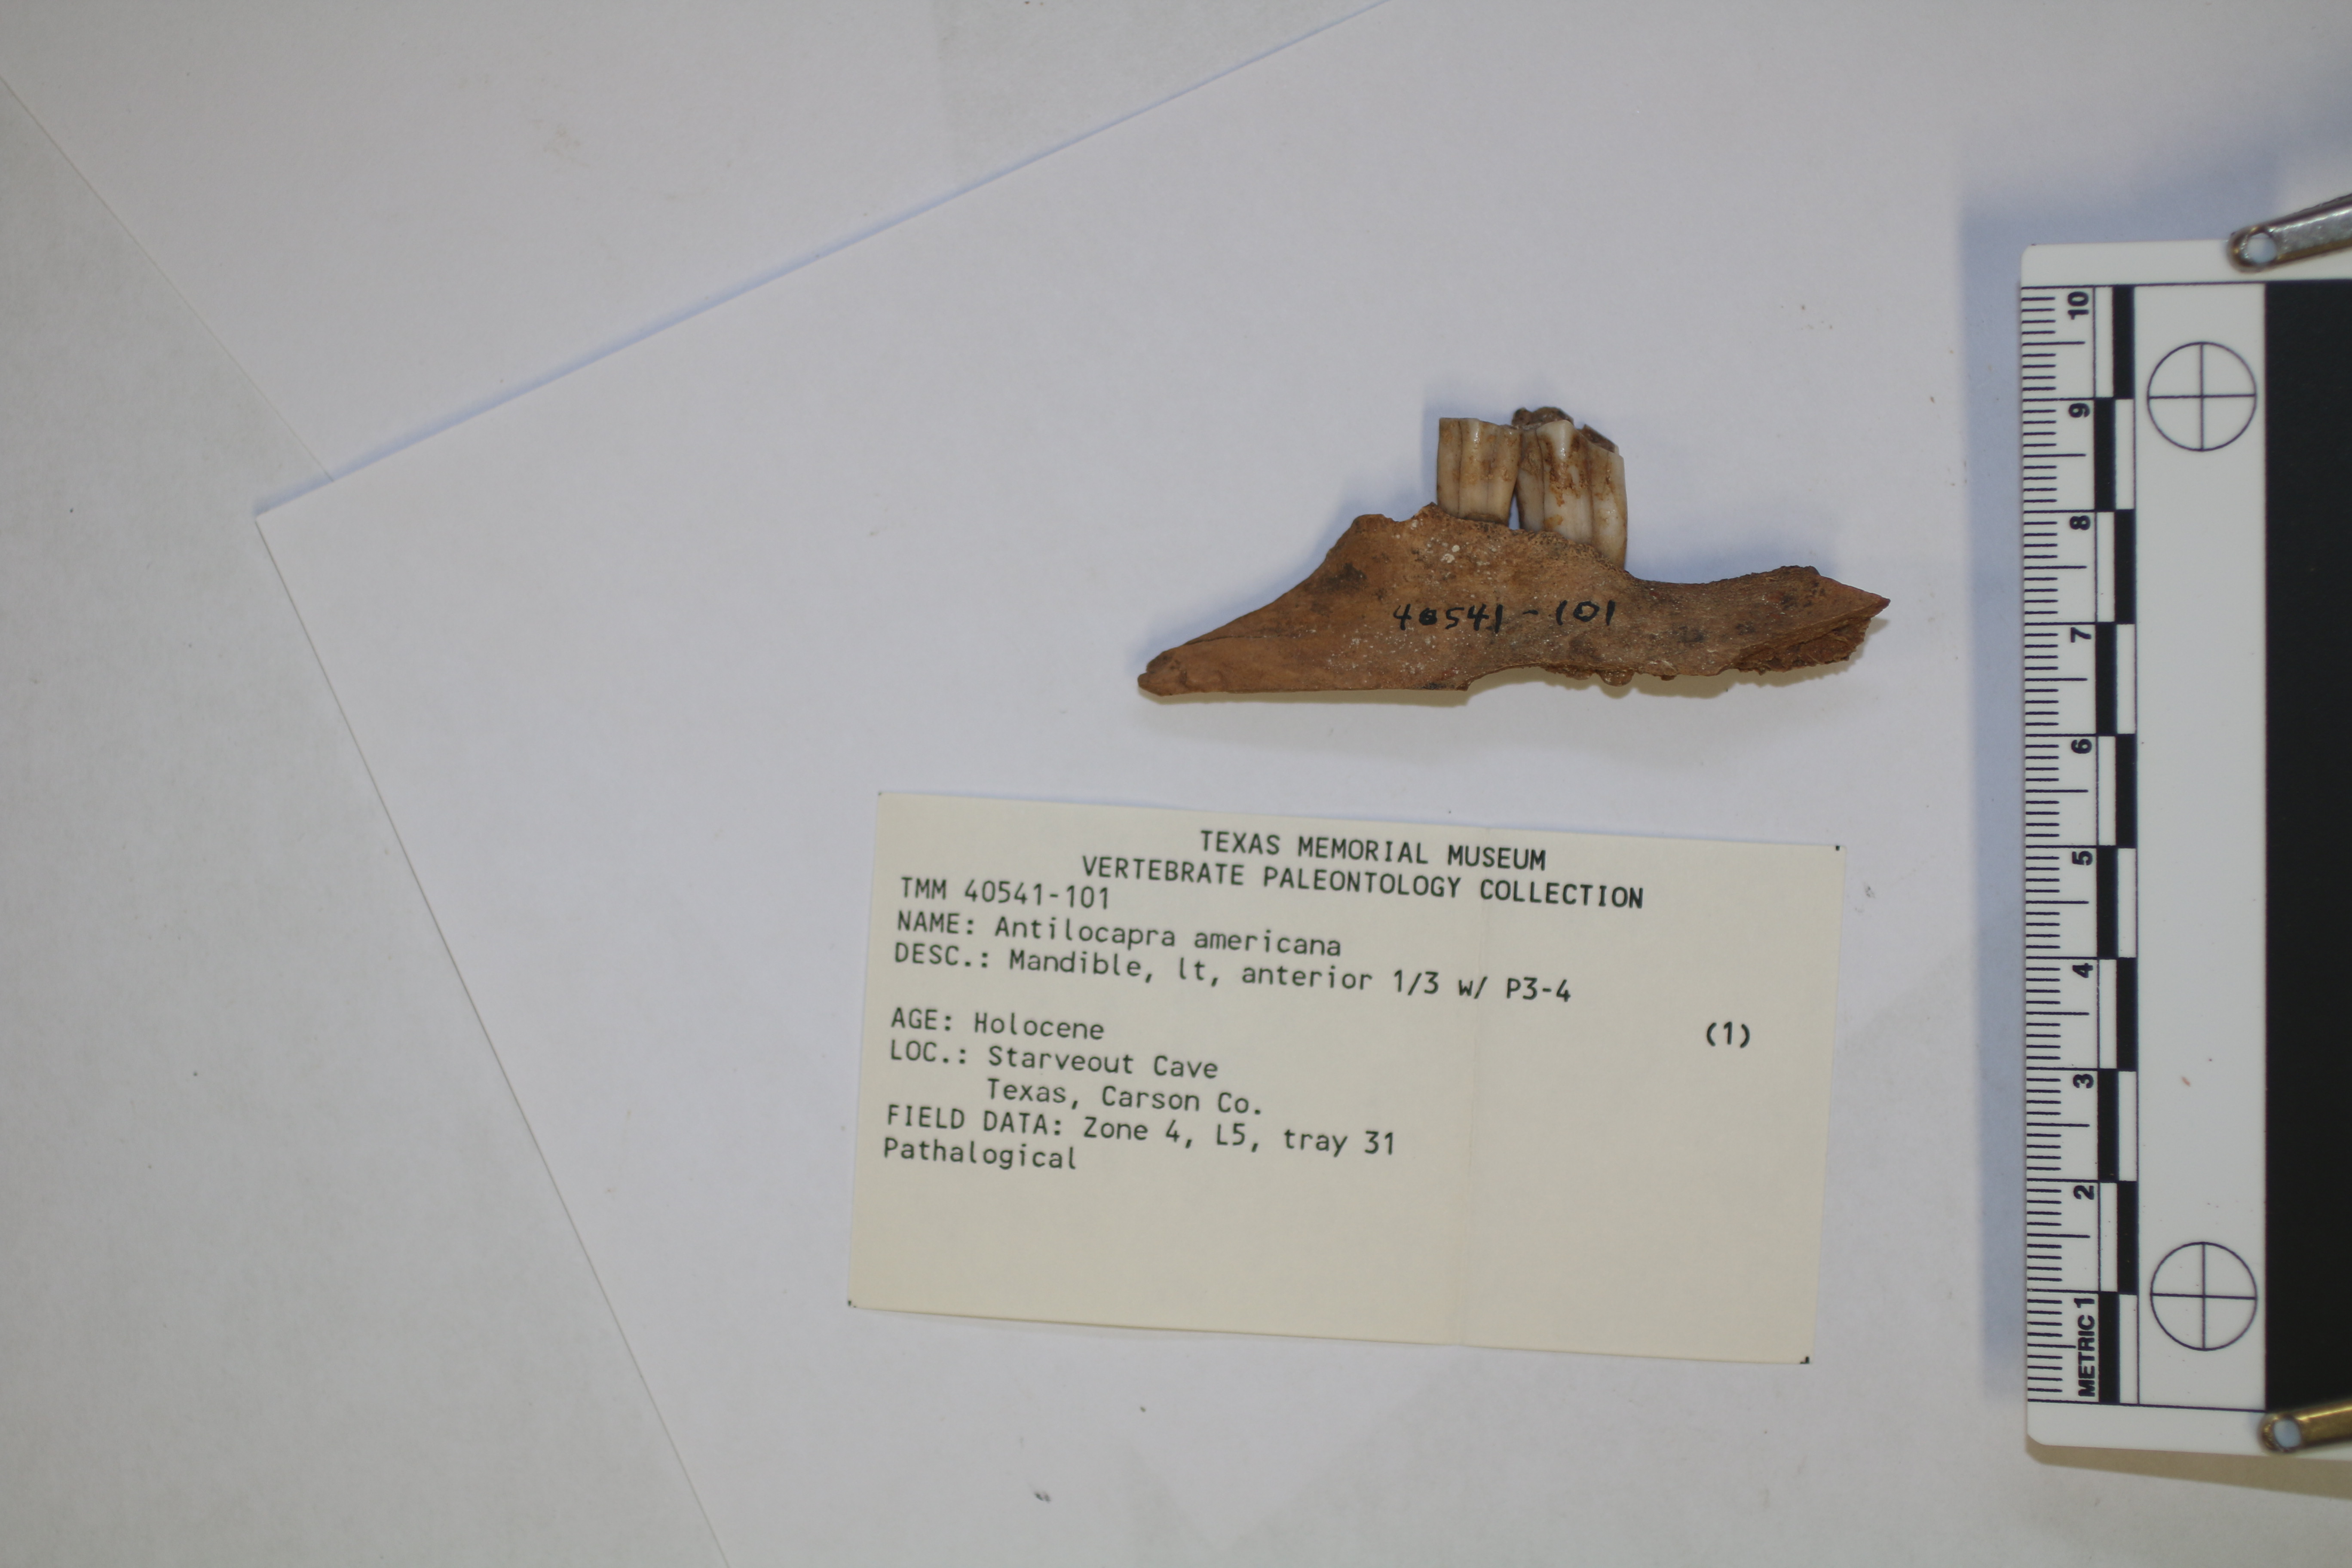 TEXAS MEMORIAL MUSEUM
VERTEBRATE PALEONTOLOGY COLLECTION
TMM 40541-101
NAME: Antilocapra americana
DESC.: Mandible, lt, anterior 1/3 w/ P3-4
AGE: Holocene (1)
LOC.: Starveout Cave
Texas, Carson Co.
FIELD DATA: Zone 4, L5, tray 31
Pathalogical
40541-101
METRIC 1 2 3 4 5 6 7 8 9 10